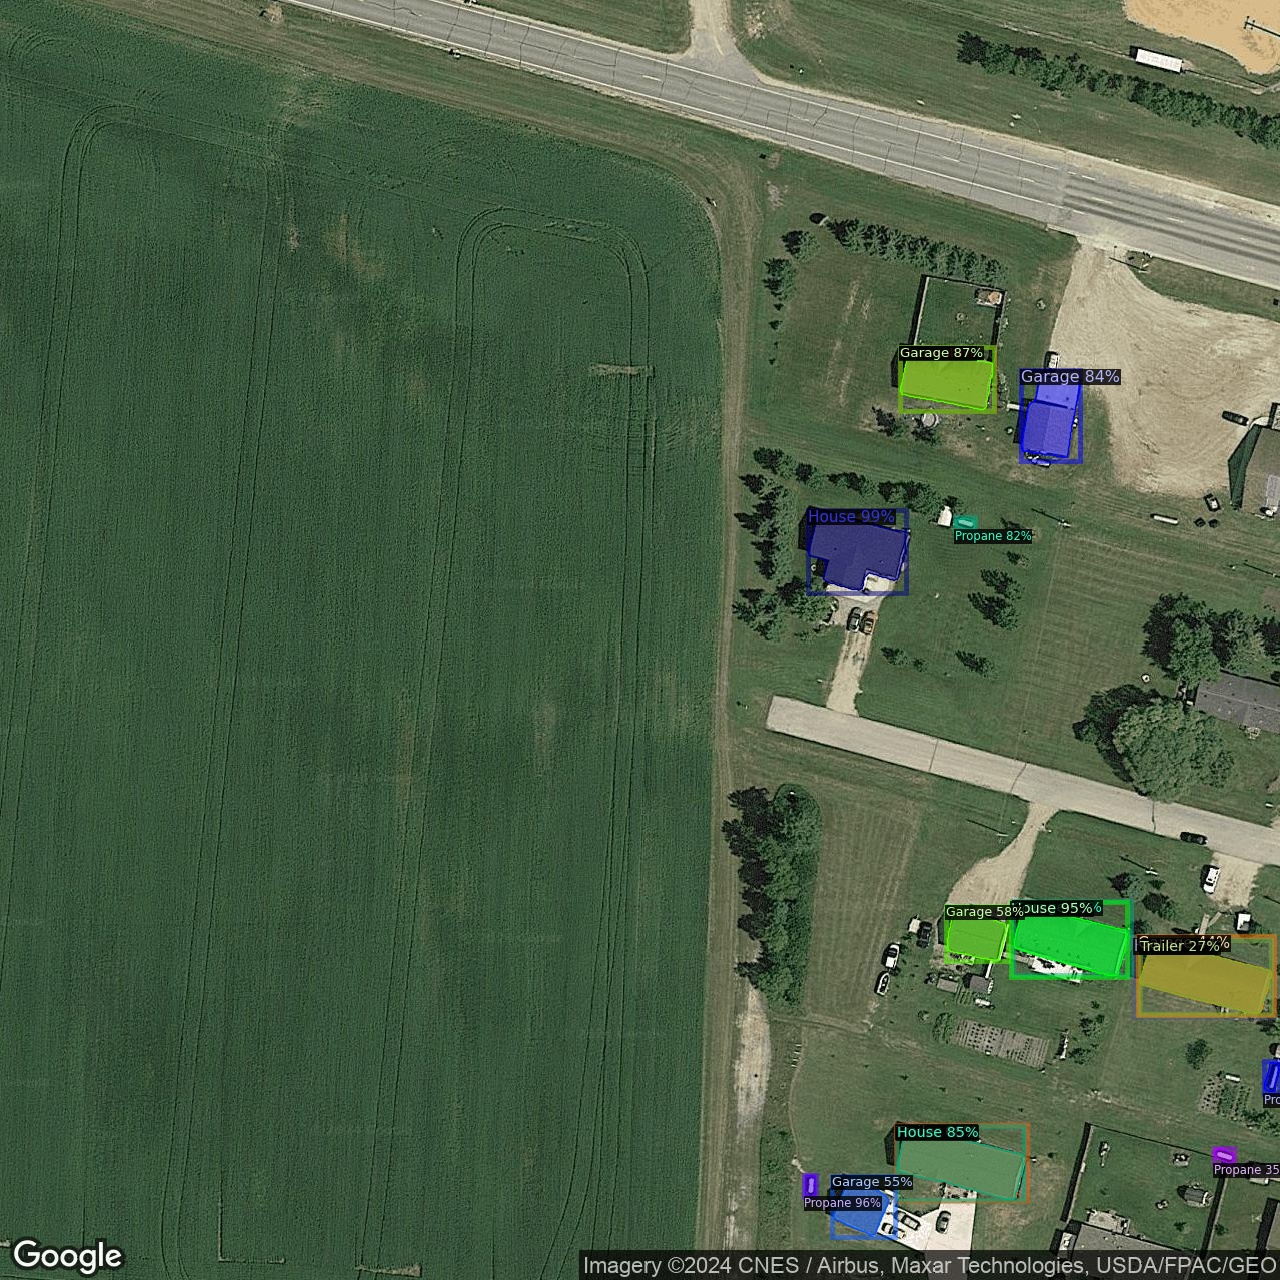 Garage 87%
Garage 84%
House 99%
Propane 82%
Garage 58%
House 95%
Trailer 27%
Pro
House 85%
Propane 35
Garage 55%
Propane 96%
Google
Imagery ©2024 CNES / Airbus, Maxar Technologies, USDA/FPAC/GEO